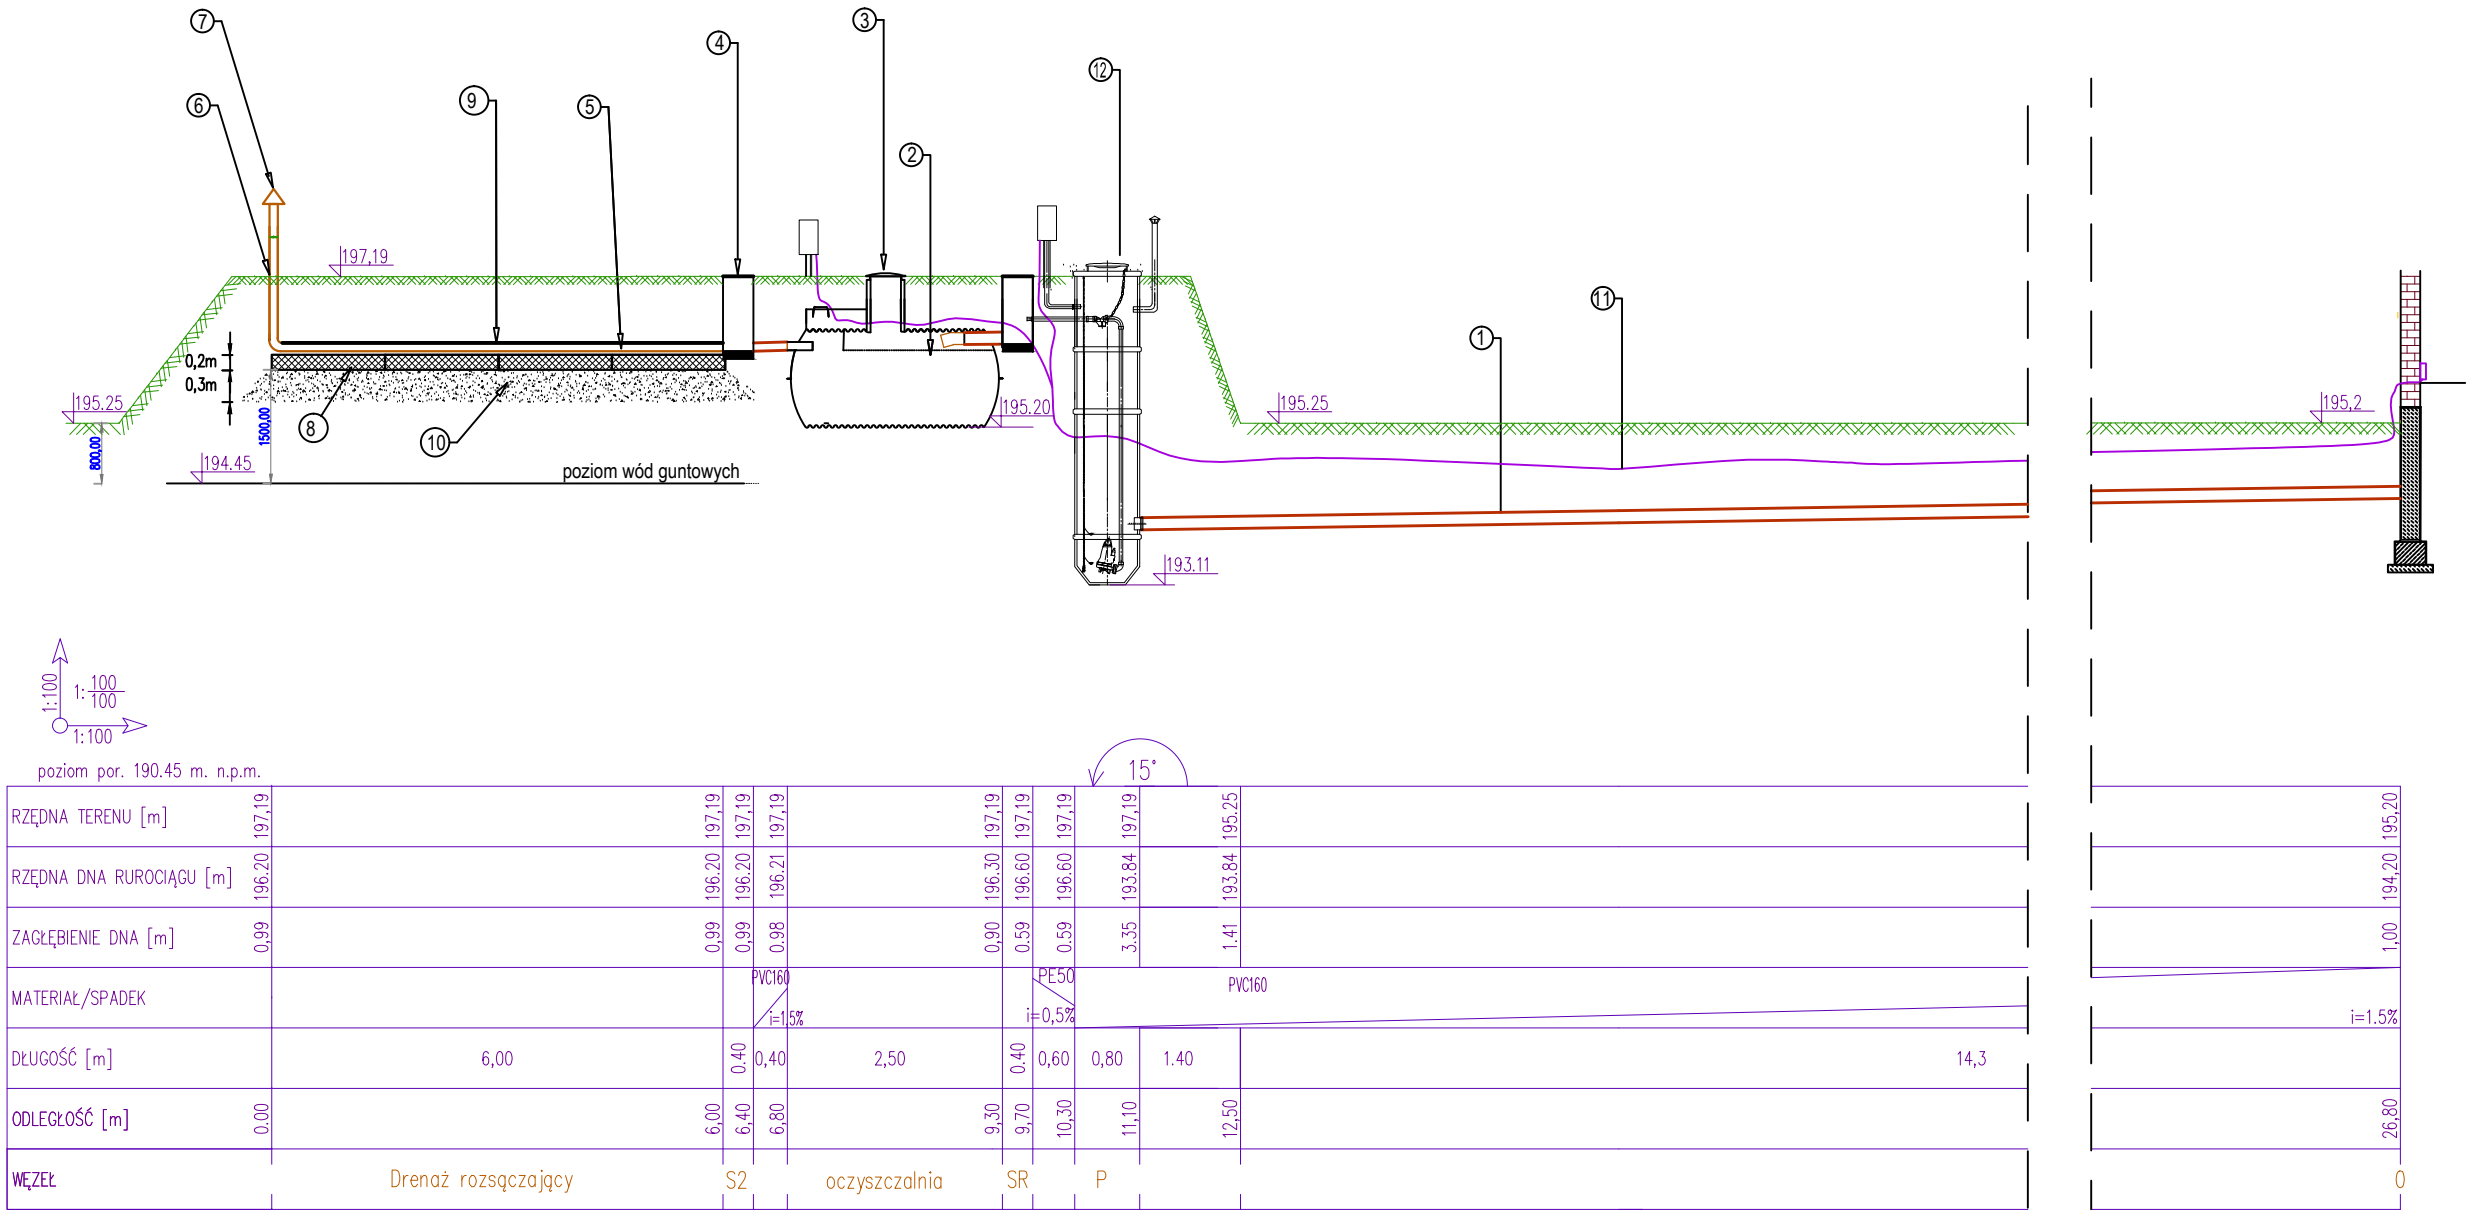 7
3
4
12
6
9
5
2
197,19
11
1
0,2m
0,3m
195.25
195.20
195.25
195,2
8
10
800,00
1500,00
194.45
poziom wód guntowych
193.11
1:100
1: 100
100
1:100
poziom por. 190.45 m. n.p.m.
15°
RZĘDNA TERENU [m] 197,19 197,19 197,19 197,19 197,19 197,19 197,19 197,19 195.25 195,20
RZĘDNA DNA RUROCIĄGU [m] 196.20 196.20 196.20 196.21 196.30 196.60 196.60 193.84 193.84 194,20
ZAGŁĘBIENIE DNA [m] 0,99 0,99 0,99 0.98 0,90 0.59 0.59 3.35 1.41 1,00
MATERIAŁ/SPADEK PVC160 i=1,5% PE50 i=0,5% PVC160 i=1.5%
DŁUGOŚĆ [m] 6,00 0.40 0,40 2,50 0.40 0,60 0,80 1.40 14,3
ODLEGŁOŚĆ [m] 0.00 6,00 6,40 6,80 9,30 9,70 10,30 11,10 12,50 26,80
WĘZEŁ Drenaż rozsączający S2 oczyszczalnia SR P O